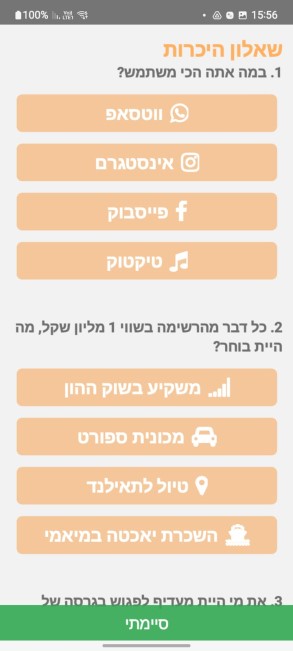 100% 15:56
שאלון היכרות
1. במה אתה הכי משתמש?
ווטסאפ
אינסטגרם
פייסבוק
טיקטוק
2. כל דבר מהרשימה בשווי 1 מליון שקל, מה
היית בוחר?
משקיע בשוק ההון
מכונית ספורט
טיול לתאילנד
השכרת יאכטה במיאמי
3. את מי היית מעדיף לפגוש בגרסה של
סיימתי